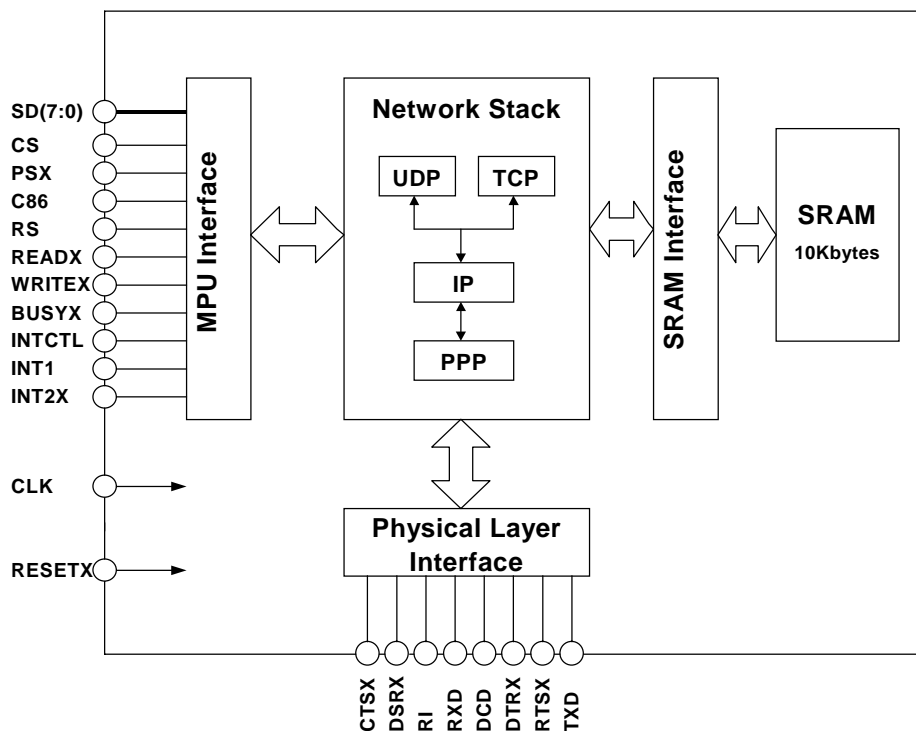 SD(7:0)
CS
PSX
C86
RS
READX
WRITEX
BUSYX
INTCTL
INT1
INT2X
CLK
RESETX
MPU Interface
Network Stack
UDP
TCP
IP
PPP
SRAM Interface
SRAM
10Kbytes
Physical Layer
Interface
CTSX
DSRX
RI
RXD
DCD
DTRX
RTSX
TXD